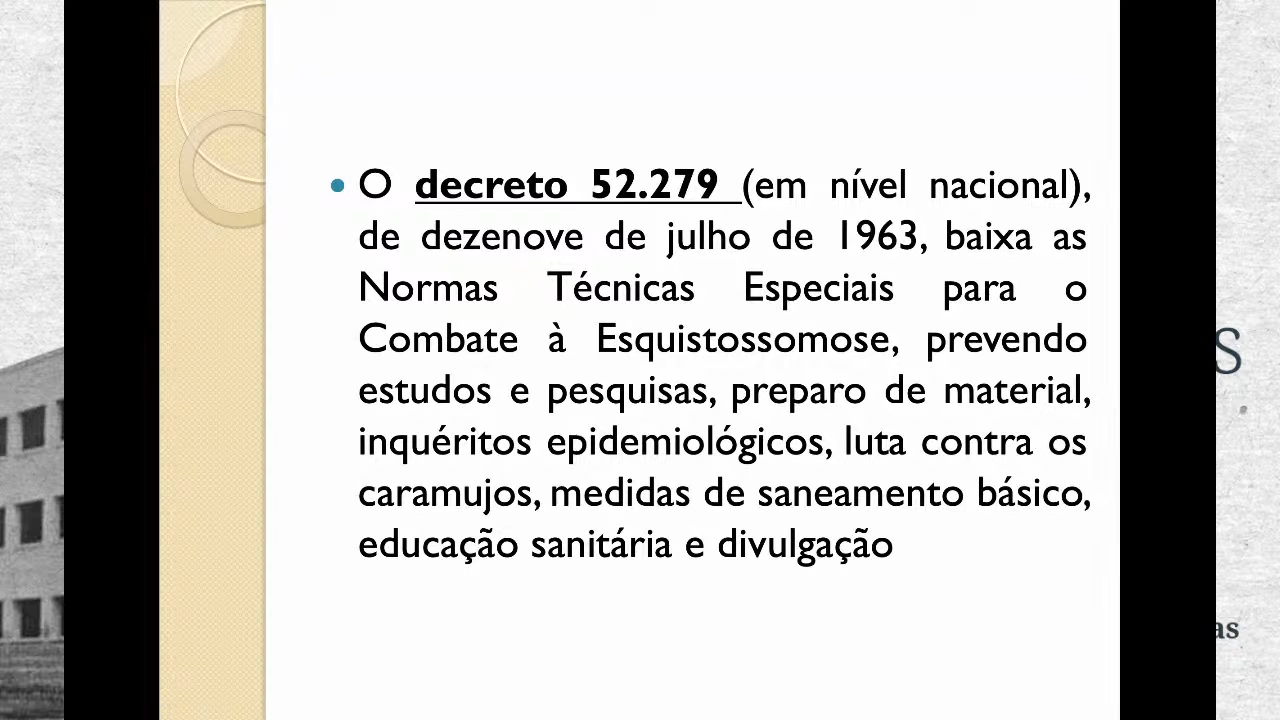 • O decreto 52.279 (em nível nacional),
de dezenove de julho de 1963, baixa as
Normas Técnicas Especiais para o
Combate à Esquistossomose, prevendo
estudos e pesquisas, preparo de material,
inquéritos epidemiológicos, luta contra os
caramujos, medidas de saneamento básico,
educação sanitária e divulgação
s
as